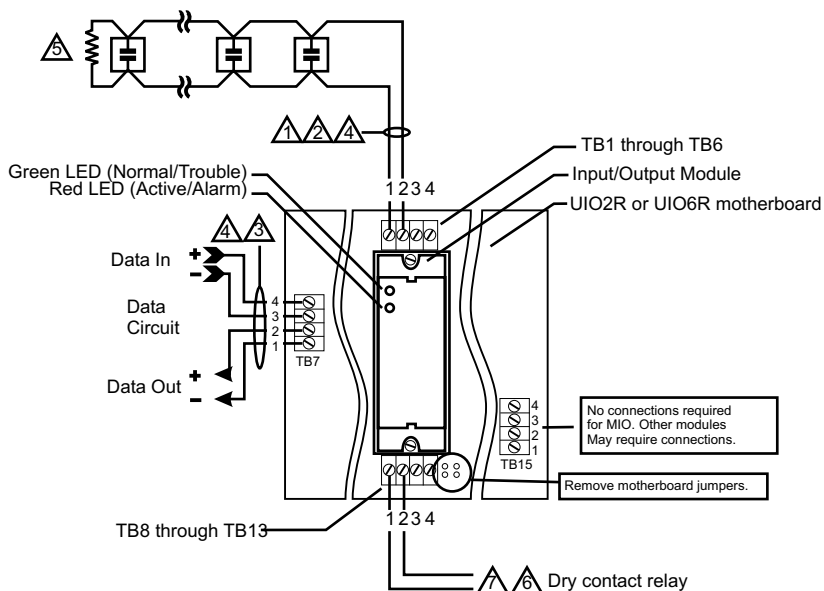 5
1 2 4
TB1 through TB6
Green LED (Normal/Trouble)
Input/Output Module
Red LED (Active/Alarm)
1 2 3 4
UIO2R or UIO6R motherboard
4 3
Data In + -
4
3
2
1
Data
Circuit
TB7
Data Out + -
4
3
2
1
TB15
No connections required
for MIO. Other modules
May require connections.
Remove motherboard jumpers.
TB8 through TB13
1 2 3 4
7 6 Dry contact relay